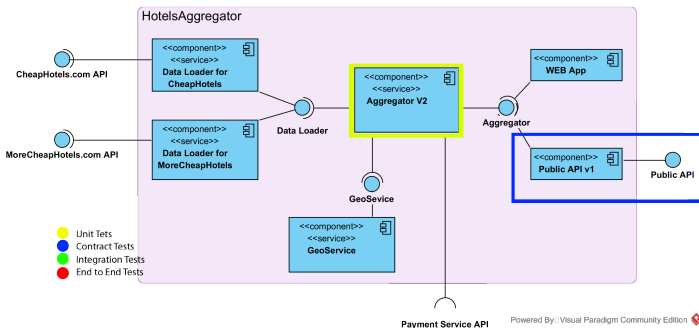 HotelsAggregator
<<component>>
<<service>>
Data Loader for
CheapHotels
CheapHotels.com API
<<component>>
<<service>>
Aggregator V2
<<component>>
WEB App
Data Loader
Aggregator
<<component>>
<<service>>
Data Loader for
MoreCheapHotels
MoreCheapHotels.com API
<<component>>
Public API v1
Public API
GeoSevice
<<component>>
<<service>>
GeoService
Unit Tets
Contract Tests
Integration Tests
End to End Tests
Payment Service API
Powered By Visual Paradigm Community Edition